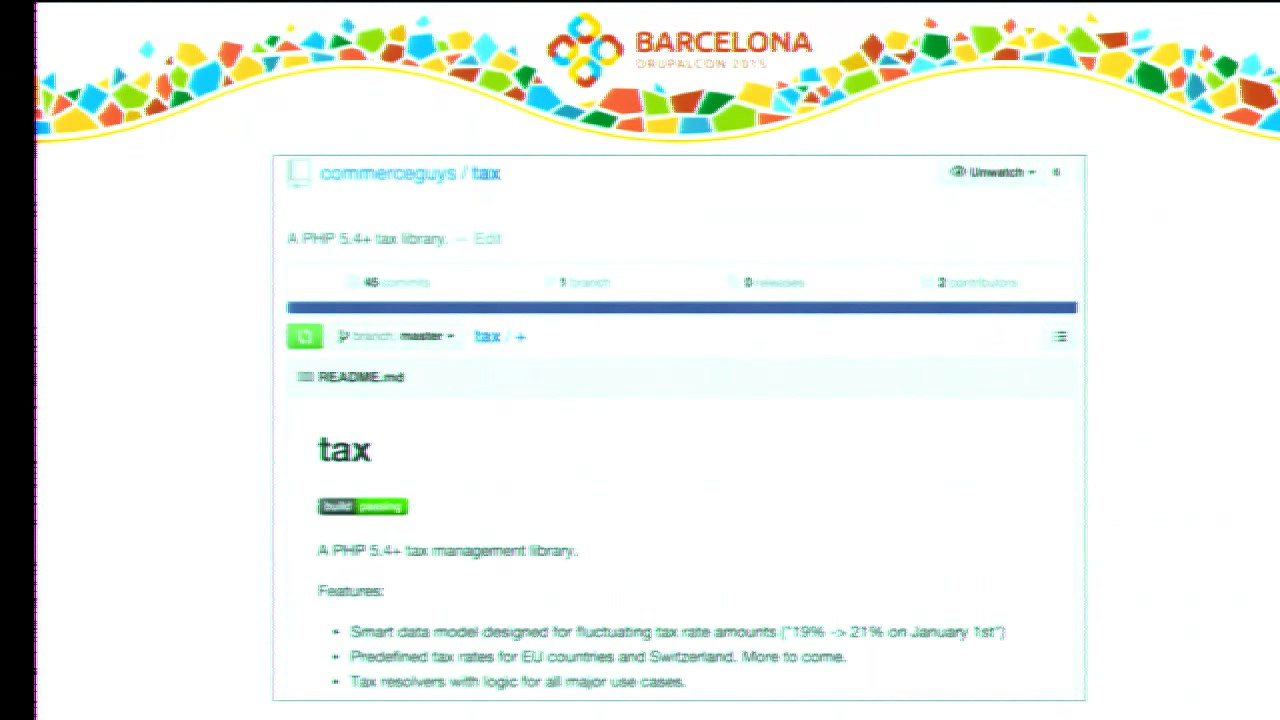 BARCELONA
DRUPALCON 2015
commerceguys / tax
Unwatch
A PHP 5.4+ tax library. — Edit
commits
1 branch
0 releases
contributors
branch: master
tax / +
README.md
tax
build passing
A PHP 5.4+ tax management library.
Features:
• Smart data model designed for fluctuating tax rate amounts ("19% -> 21% on January 1st")
• Predefined tax rates for EU countries and Switzerland. More to come.
• Tax resolvers with logic for all major use cases.